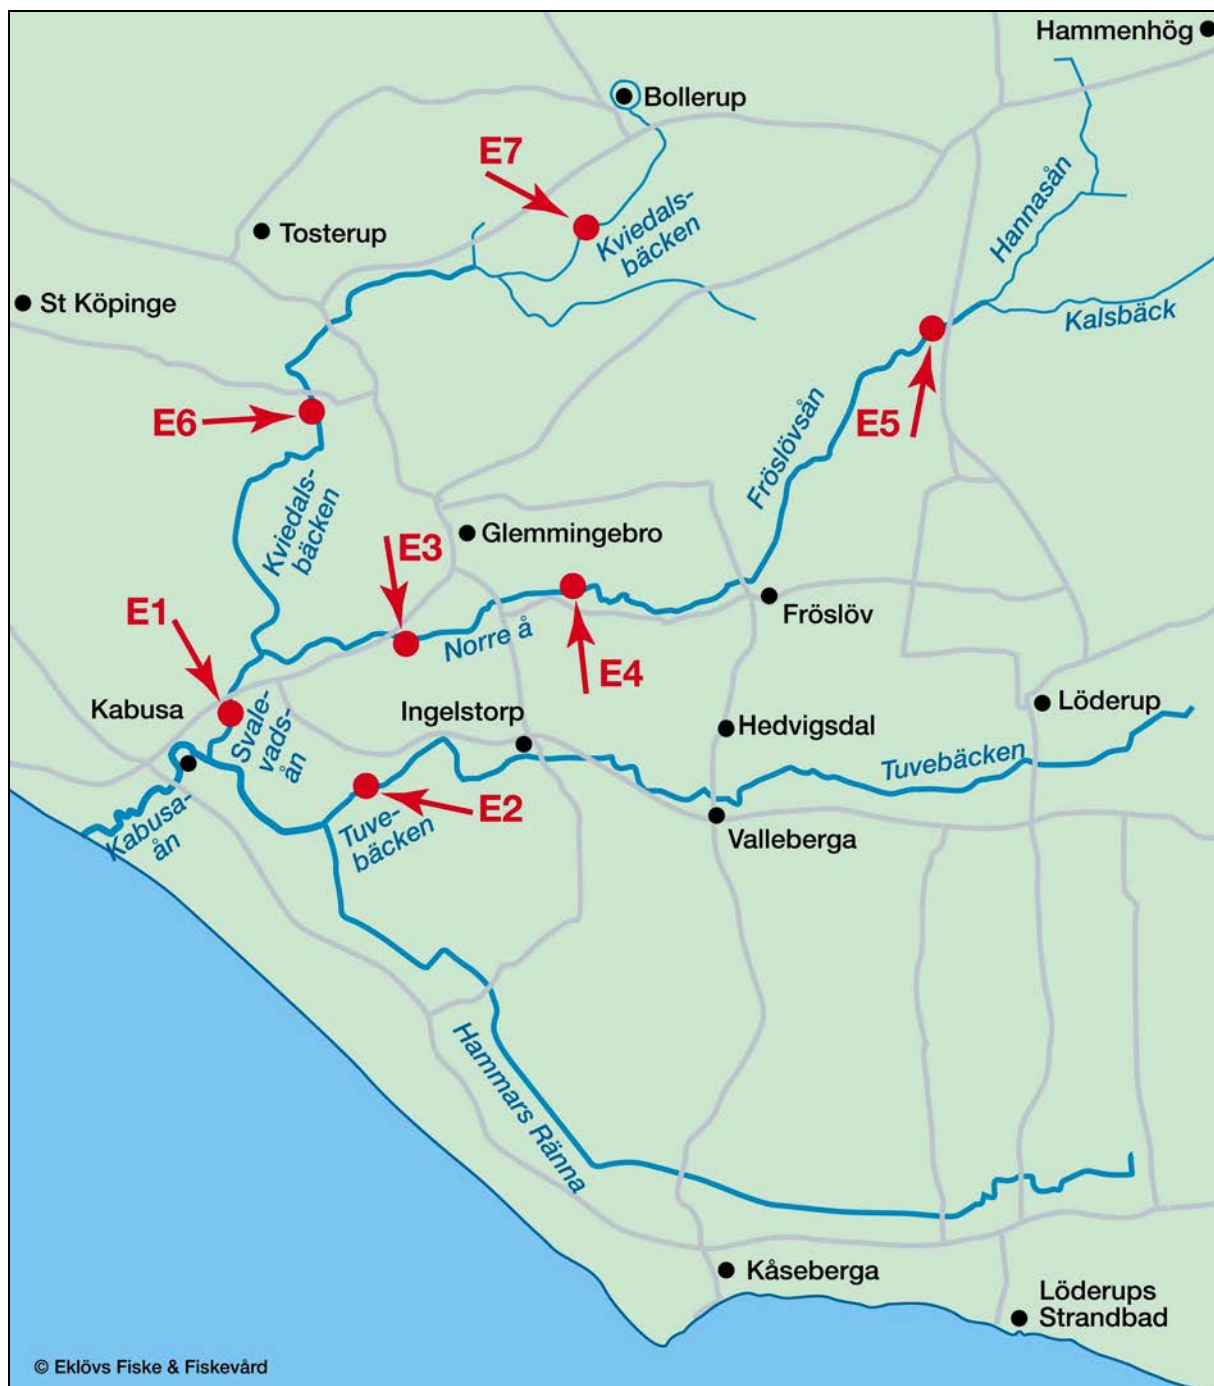 Hammenhög
Bollerup
E7
Kviedals-
bäcken
Hannasån
Tosterup
St Köpinge
Kalsbäck
E6
E5
Fröslövsån
Kviedals-
bäcken
Glemmingebro
E3
E1
Norre å
E4
Fröslöv
Kabusa
Svale-
vads-
ån
Ingelstorp
Hedvigsdal
Löderup
Tuvebäcken
E2
Kabusa-
ån
Tuve-
bäcken
Valleberga
Hammars Ränna
Kåseberga
Löderups
Strandbad
© Eklövs Fiske & Fiskevård